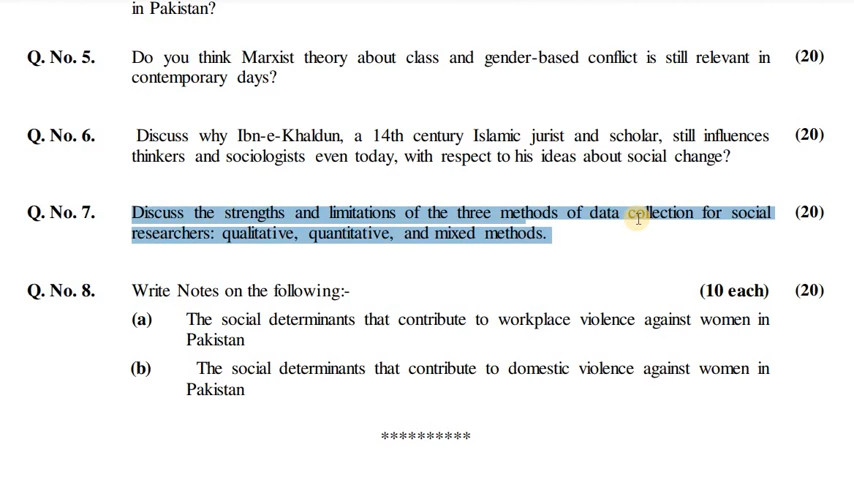 in Pakistan?
Q. No. 5. Do you think Marxist theory about class and gender-based conflict is still relevant in (20)
contemporary days?
Q. No. 6. Discuss why Ibn-e-Khaldun, a 14th century Islamic jurist and scholar, still influences (20)
thinkers and sociologists even today, with respect to his ideas about social change?
Q. No. 7. Discuss the strengths and limitations of the three methods of data collection for social (20)
researchers: qualitative, quantitative, and mixed methods.
Q. No. 8. Write Notes on the following:- (10 each) (20)
(a) The social determinants that contribute to workplace violence against women in
Pakistan
(b) The social determinants that contribute to domestic violence against women in
Pakistan
**********